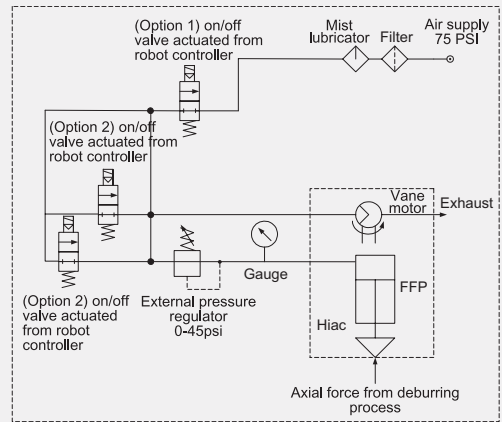 (Option 1) on/off
valve actuated from
robot controller
Mist
lubricator
Filter
Air supply
75 PSI
(Option 2) on/off
valve actuated from
robot controller
Vane
motor
Exhaust
Gauge
FFP
(Option 2) on/off
valve actuated
from robot
controller
External pressure
regulator
0-45psi
Hiac
Axial force from deburring
process